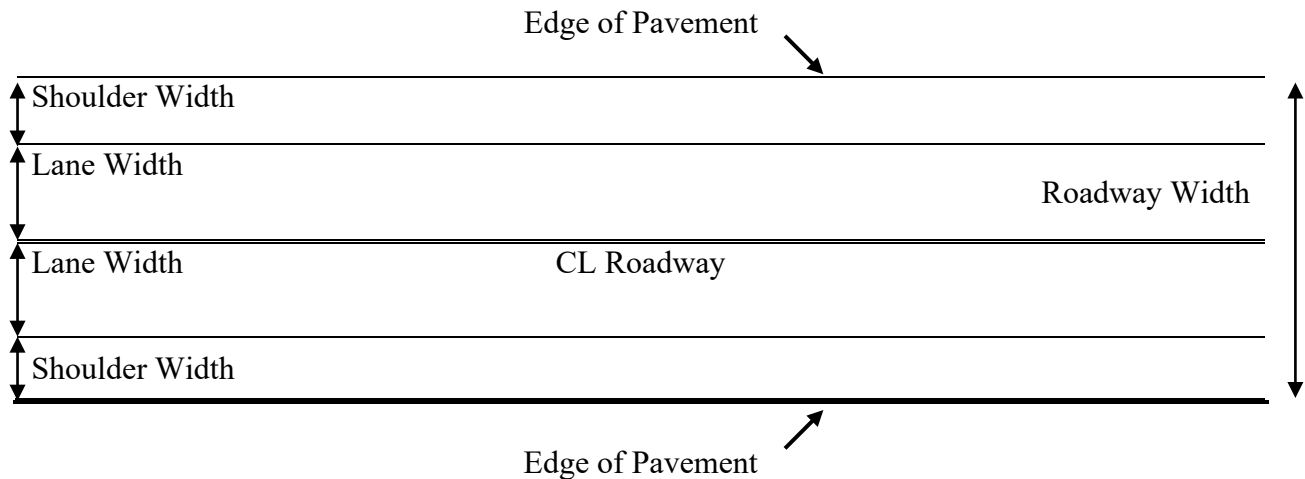 Edge of Pavement
Shoulder Width
Lane Width
Roadway Width
Lane Width
CL Roadway
Shoulder Width
Edge of Pavement